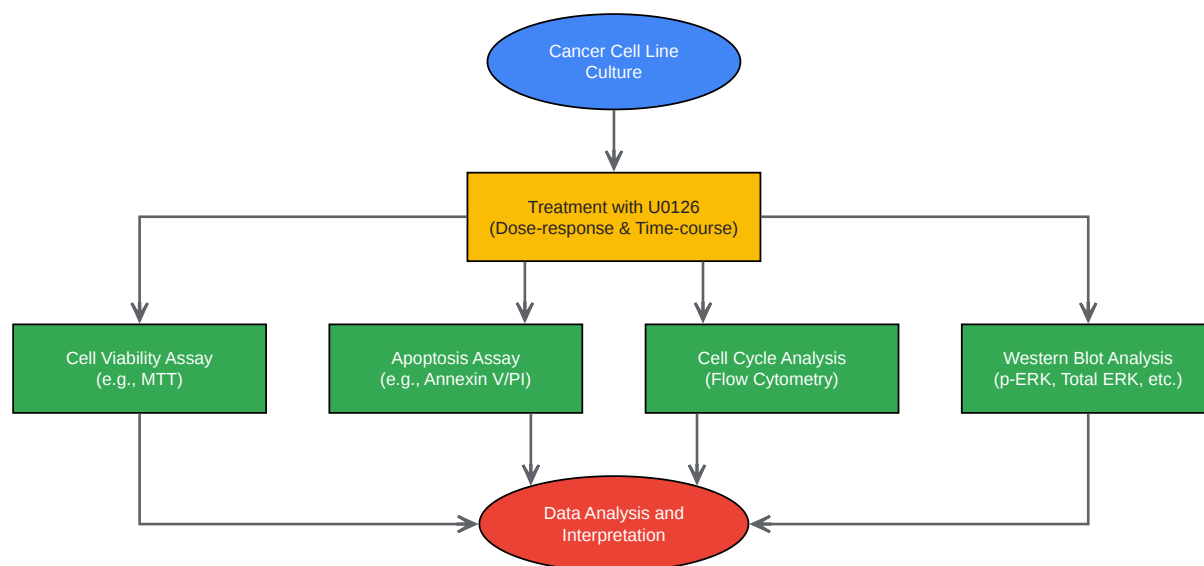 Cancer Cell Line
Culture
Treatment with U0126
(Dose-response & Time-course)
Cell Viability Assay
(e.g., MTT)
Apoptosis Assay
(e.g., Annexin V/PI)
Cell Cycle Analysis
(Flow Cytometry)
Western Blot Analysis
(p-ERK, Total ERK, etc.)
Data Analysis and
Interpretation